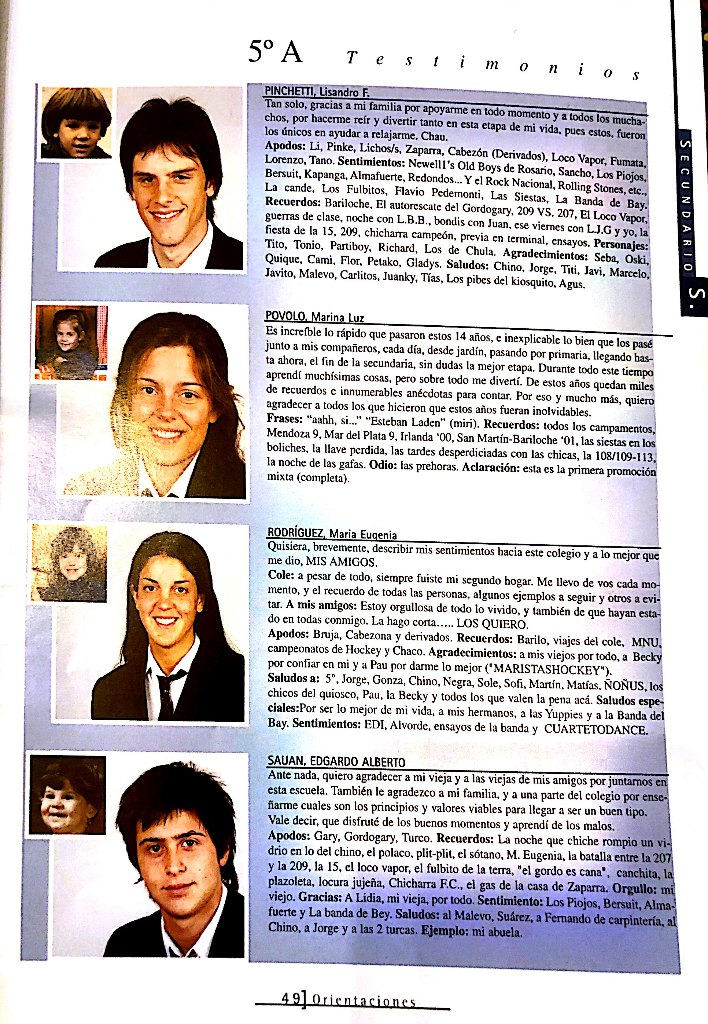 5º A Testimonios
SECUNDARIO S.
PINCHETTI, Lisandro F.
Tan solo, gracias a mi familia por apoyarme en todo momento y a todos los mucha-
chos, por hacerme reír y divertir tanto en esta etapa de mi vida, pues estos, fueron
los únicos en ayudar a relajarme. Chau.
Apodos: Li, Pinke, Lichos/s, Zaparra, Cabezón (Derivados), Loco Vapor, Fumata,
Lorenzo, Tano. Sentimientos: Newell1's Old Boys de Rosario, Sancho, Los Piojos,
Bersuit, Kapanga, Almafuerte, Redondos... Y el Rock Nacional, Rolling Stones, etc.,
La cande, Los Fulbitos, Flavio Pedemonti, Las Siestas, La Banda de Bay.
Recuerdos: Bariloche, El autorescate del Gordogary, 209 VS. 207, El Loco Vapor,
guerras de clase, noche con L.B.B., bondis con Juan, ese viernes con L.J.G y yo, la
fiesta de la 15, 209, chicharra campeón, previa en terminal, ensayos. Personajes:
Tito, Tonio, Partiboy, Richard, Los de Chula. Agradecimientos: Seba, Oski,
Quique, Cami, Flor, Petako, Gladys. Saludos: Chino, Jorge, Titi, Javi, Marcelo,
Javito, Malevo, Carlitos, Juanky, Tías, Los pibes del kiosquito, Agus.
POVOLO, Marina Luz
Es increíble lo rápido que pasaron estos 14 años, e inexplicable lo bien que los pasé
junto a mis compañeros, cada día, desde jardín, pasando por primaria, llegando has-
ta ahora, el fin de la secundaria, sin dudas la mejor etapa. Durante todo este tiempo
aprendí muchísimas cosas, pero sobre todo me divertí. De estos años quedan miles
de recuerdos e innumerables anécdotas para contar. Por eso y mucho más, quiero
agradecer a todos los que hicieron que estos años fueran inolvidables.
Frases: "aahh, si..." "Esteban Laden" (miri). Recuerdos: todos los campamentos,
Mendoza 9, Mar del Plata 9, Irlanda '00, San Martín-Bariloche '01, las siestas en los
boliches, la llave perdida, las tardes desperdiciadas con las chicas, la 108/109-113,
la noche de las gafas. Odio: las prehoras. Aclaración: esta es la primera promoción
mixta (completa).
RODRÍGUEZ, Maria Eugenia
Quisiera, brevemente, describir mis sentimientos hacia este colegio y a lo mejor que
me dio, MIS AMIGOS.
Cole: a pesar de todo, siempre fuiste mi segundo hogar. Me llevo de vos cada mo-
mento, y el recuerdo de todas las personas, algunos ejemplos a seguir y otros a evi-
tar. A mis amigos: Estoy orgullosa de todo lo vivido, y también de que hayan esta-
do en todas conmigo. La hago corta..... LOS QUIERO.
Apodos: Bruja, Cabezona y derivados. Recuerdos: Barilo, viajes del cole, MNU,
campeonatos de Hockey y Chaco. Agradecimientos: a mis viejos por todo, a Becky
por confiar en mi y a Pau por darme lo mejor ("MARISTASHOCKEY").
Saludos a: 5º, Jorge, Gonza, Chino, Negra, Sole, Sofi, Martín, Matías, ÑOÑUS, los
chicos del quiosco, Pau, la Becky y todos los que valen la pena acá. Saludos espe-
ciales:Por ser lo mejor de mi vida, a mis hermanos, a las Yuppies y a la Banda del
Bay. Sentimientos: EDI, Alvorde, ensayos de la banda y CUARTETODANCE.
SAUAN, EDGARDO ALBERTO
Ante nada, quiero agradecer a mi vieja y a las viejas de mis amigos por juntarnos en
esta escuela. También le agradezco a mi familia, y a una parte del colegio por ense-
ñarme cuales son los principios y valores viables para llegar a ser un buen tipo.
Vale decir, que disfruté de los buenos momentos y aprendí de los malos.
Apodos: Gary, Gordogary, Turco. Recuerdos: La noche que chiche rompio un vi-
drio en lo del chino, el polaco, plit-plit, el sótano, M. Eugenia, la batalla entre la 207
y la 209, la 15, el loco vapor, el fulbito de la terra, "el gordo es cana", canchita, la
plazoleta, locura jujeña, Chicharra F.C., el gas de la casa de Zaparra. Orgullo: mi
viejo. Gracias: A Lidia, mi vieja, por todo. Sentimiento: Los Piojos, Bersuit, Alma-
fuerte y La banda de Bey. Saludos: al Malevo, Suárez, a Fernando de carpintería, al
Chino, a Jorge y a las 2 turcas. Ejemplo: mi abuela.
49] Orientaciones